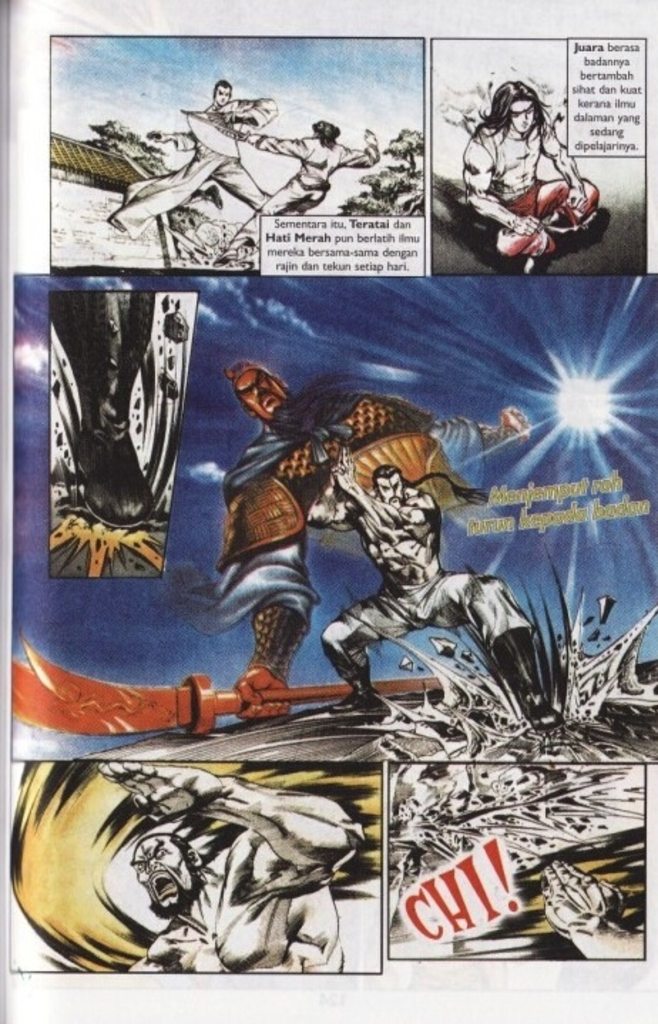 Sementara itu, Teratai dan
Hati Merah pun berlatih ilmu
mereka bersama-sama dengan
rajin dan tekun setiap hari.
Juara berasa
badannya
bertambah
sihat dan kuat
kerana ilmu
dalaman yang
sedang
dipelajarinya.
Menjemput roh
turun kepada badan
CHI!